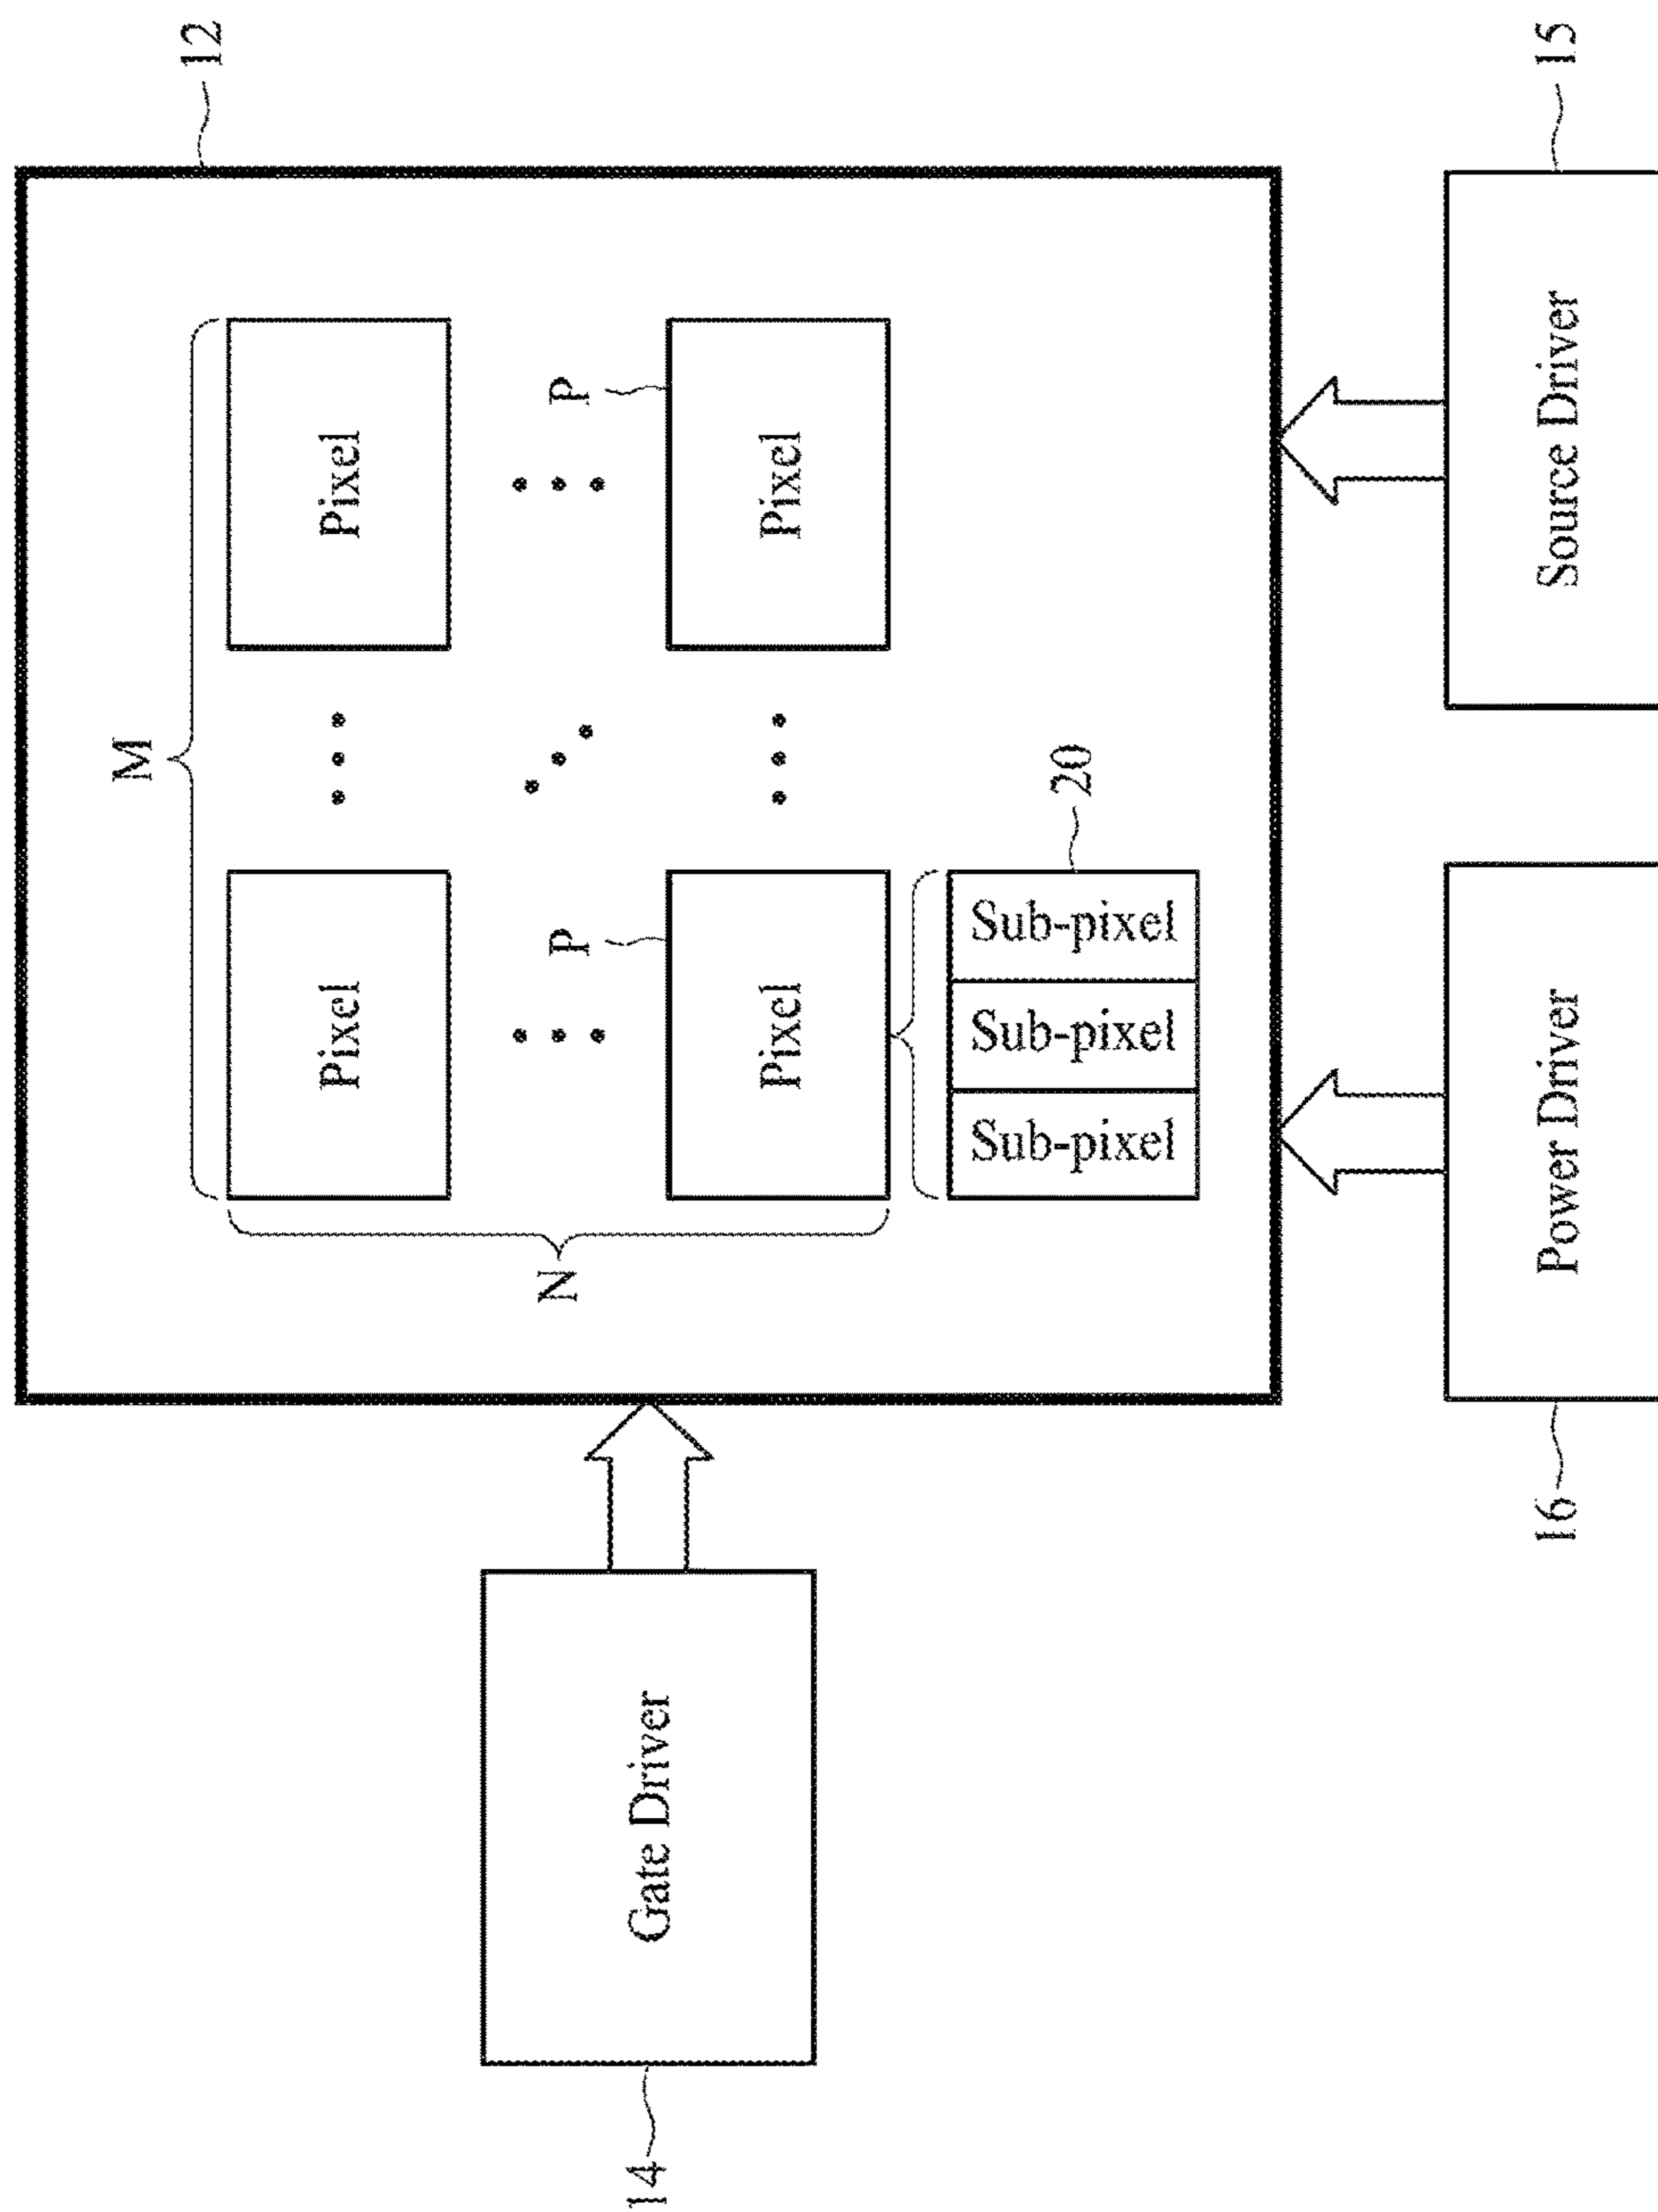 M
12
Pixel
Pixel
N
P
P
14
Gate Driver
Pixel
Pixel
Sub-pixel
Sub-pixel
Sub-pixel
20
16
Power Driver
Source Driver
15